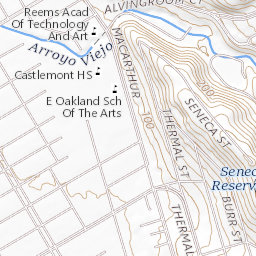 Reems Acad
Of Technology
And Art
ALVINGROOM CT
Arroyo Viejo
MACARTHUR
Castlemont HS
200
E Oakland Sch
Of The Arts
100
SENECA ST
THERMAL ST
Seneca
Reserv
THERMAL
BURR ST